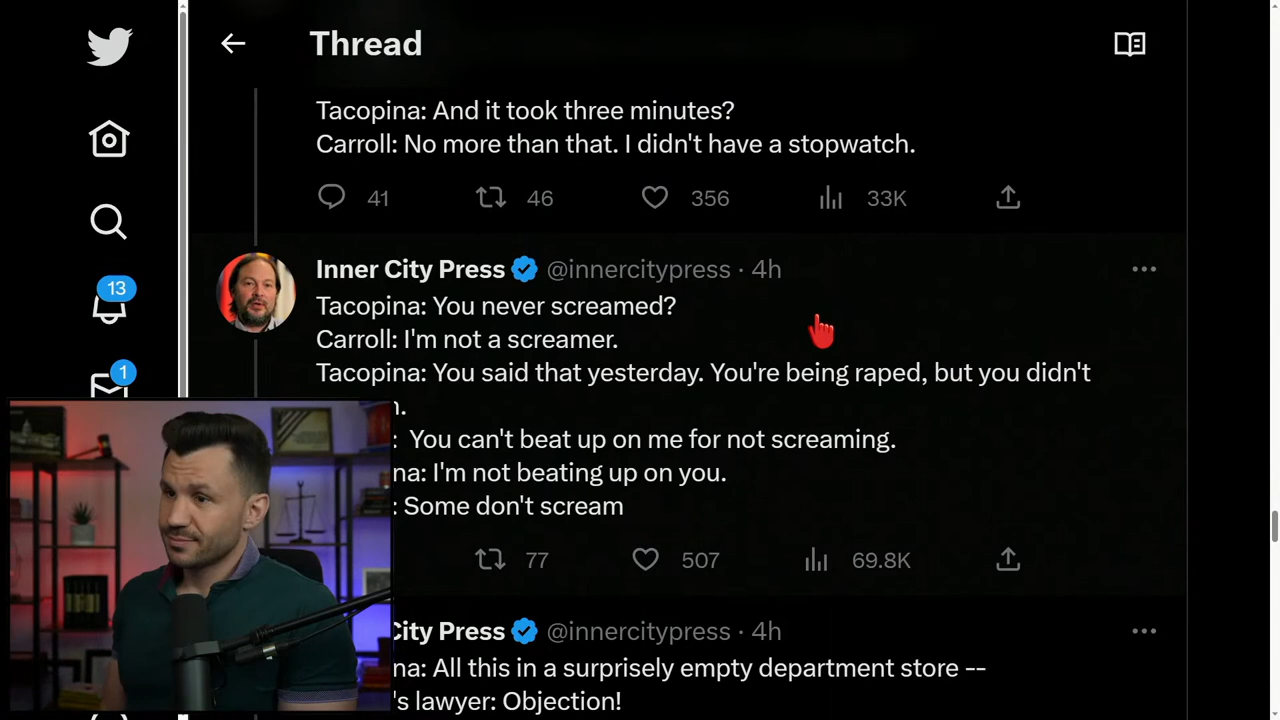 Thread
Tacopina: And it took three minutes?
Carroll: No more than that. I didn't have a stopwatch.
41 46 356 33K
Inner City Press @innercitypress · 4h
13
Tacopina: You never screamed?
Carroll: I'm not a screamer.
1
Tacopina: You said that yesterday. You're being raped, but you didn't
n.
: You can't beat up on me for not screaming.
na: I'm not beating up on you.
: Some don't scream
77 507 69.8K
City Press @innercitypress · 4h
na: All this in a surprisely empty department store --
's lawyer: Objection!